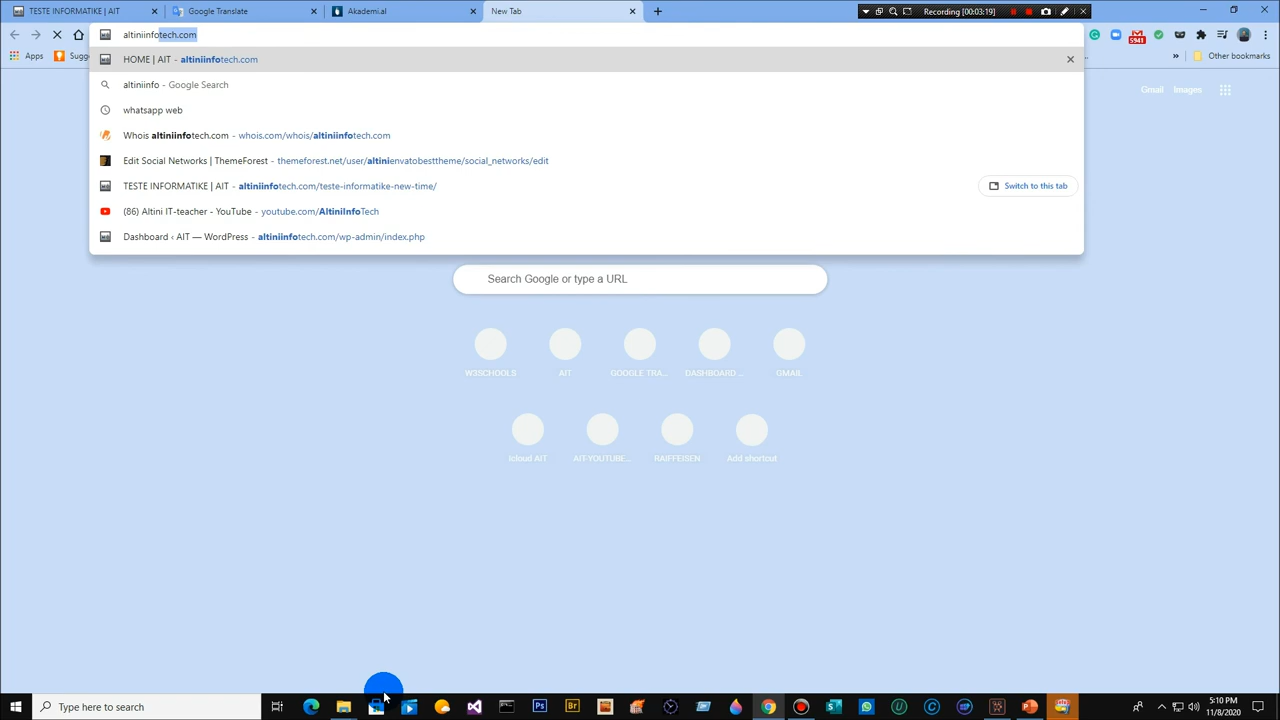 TESTE INFORMATIKE | AIT
Google Translate
Akademi.al
New Tab
Recording [00:03:19]
altiniinfotech.com
Apps
Sugg
5941
Other bookmarks
HOME | AIT - altiniinfotech.com
altiniinfo - Google Search
whatsapp web
Whois altiniinfotech.com - whois.com/whois/altiniinfotech.com
Edit Social Networks | ThemeForest - themeforest.net/user/altinienvatobesttheme/social_networks/edit
TESTE INFORMATIKE | AIT - altiniinfotech.com/teste-informatike-new-time/
Switch to this tab
(86) Altini IT-teacher - YouTube - youtube.com/AltiniInfoTech
Dashboard ‹ AIT — WordPress - altiniinfotech.com/wp-admin/index.php
Gmail Images
Search Google or type a URL
W3SCHOOLS
AIT
GOOGLE TRA...
DASHBOARD ...
GMAIL
icloud AIT
AIT-YOUTUBE...
RAIFFEISEN
Add shortcut
Type here to search
Ps
Br
5:10 PM
11/8/2020